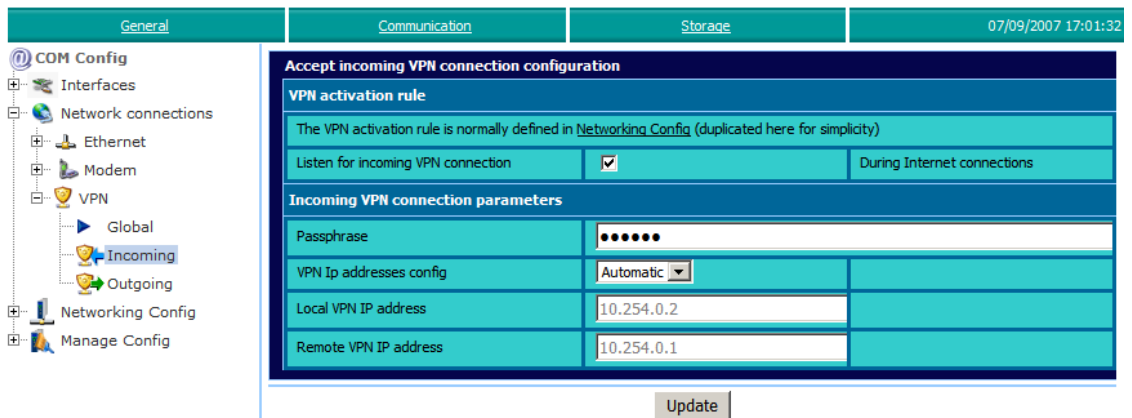 General Communication Storage 07/09/2007 17:01:32
COM Config
Interfaces
Network connections
Ethernet
Modem
VPN
Global
Incoming
Outgoing
Networking Config
Manage Config
Accept incoming VPN connection configuration
VPN activation rule
The VPN activation rule is normally defined in Networking Config (duplicated here for simplicity)
Listen for incoming VPN connection During Internet connections
Incoming VPN connection parameters
Passphrase ●●●●●●
VPN Ip addresses config Automatic
Local VPN IP address 10.254.0.2
Remote VPN IP address 10.254.0.1
Update